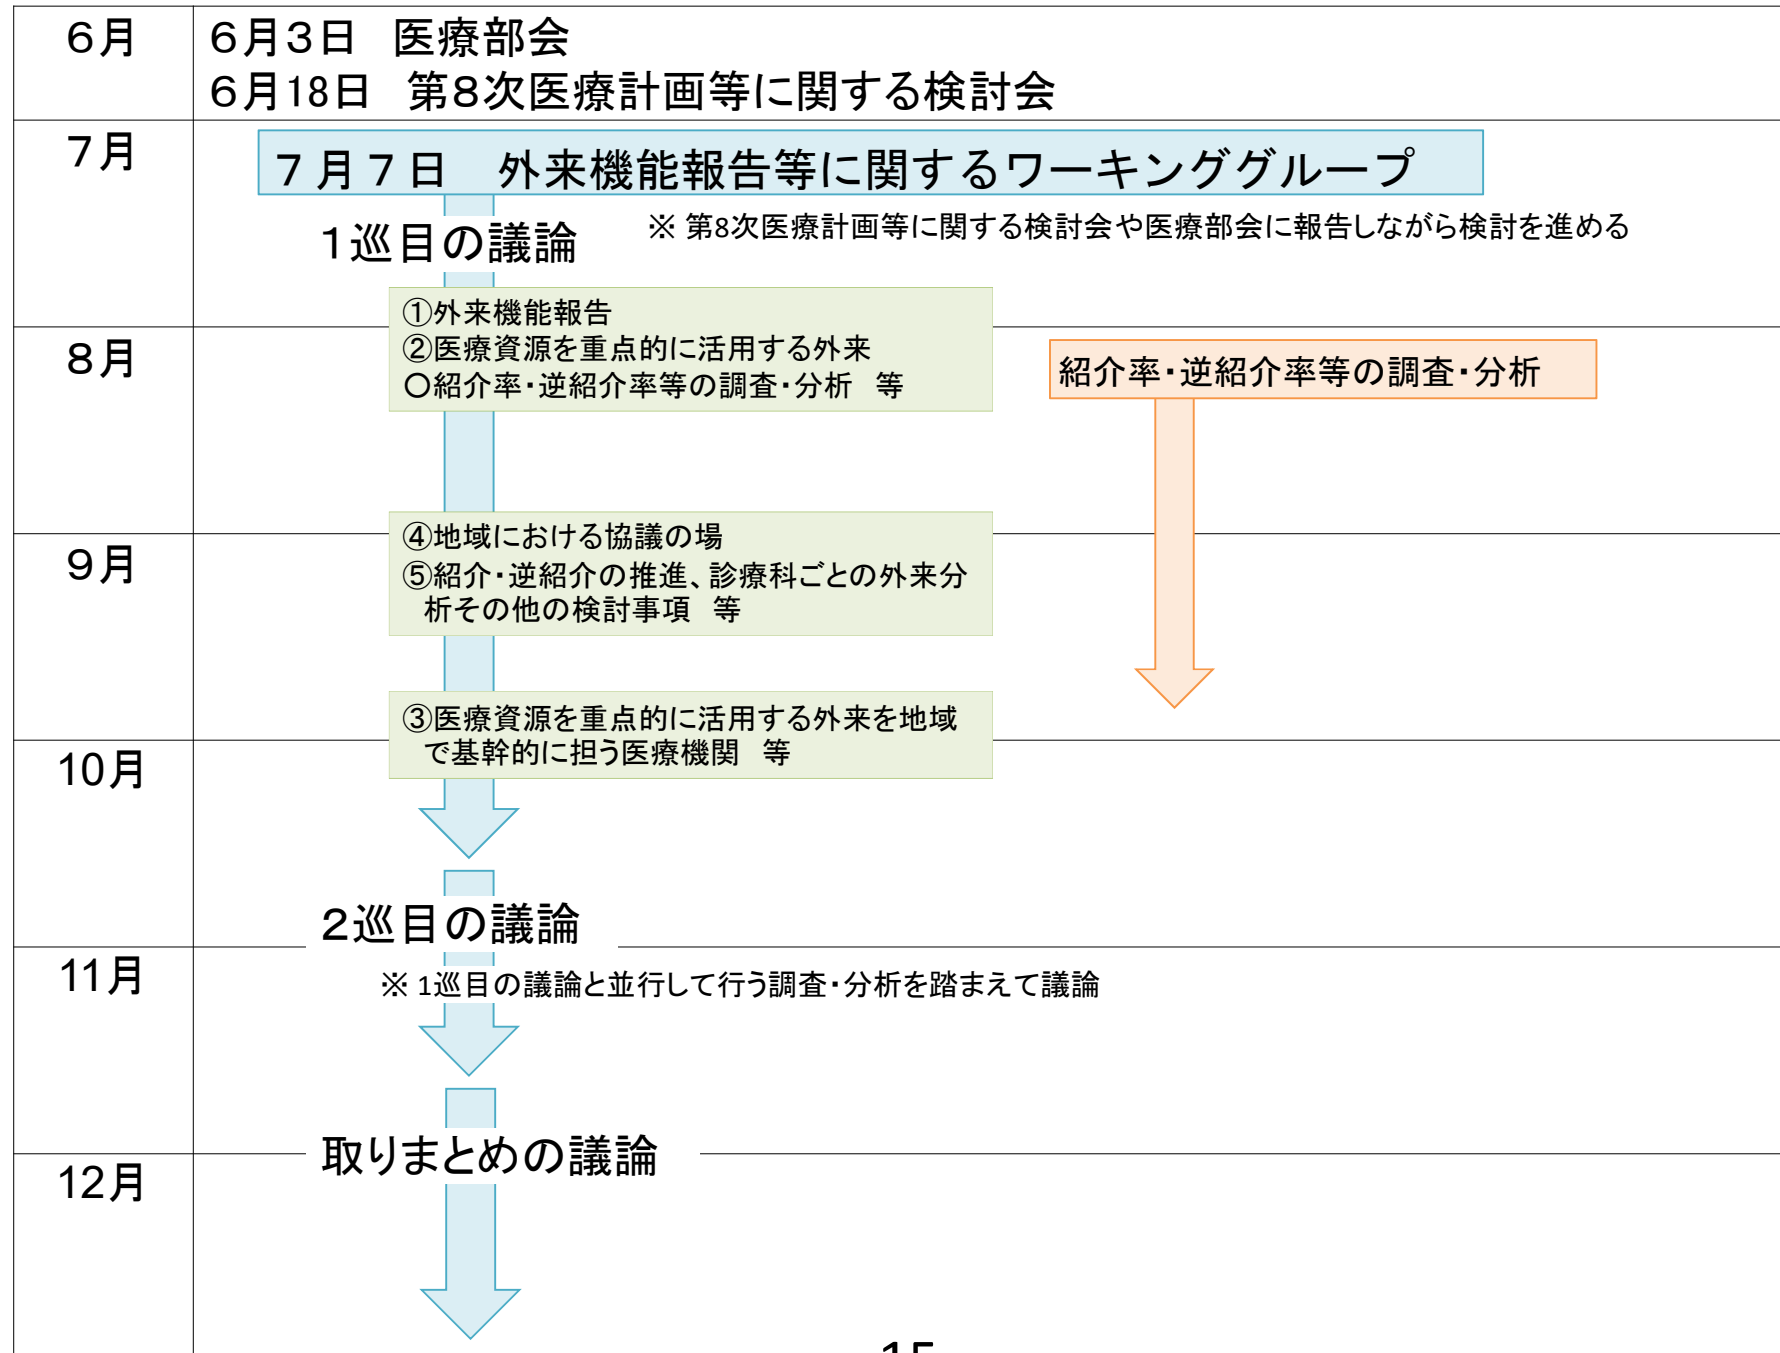 ６月
６月３日　医療部会
６月18日　第８次医療計画等に関する検討会
７月
７月７日　外来機能報告等に関するワーキンググループ
１巡目の議論
※ 第8次医療計画等に関する検討会や医療部会に報告しながら検討を進める
①外来機能報告
②医療資源を重点的に活用する外来
〇紹介率・逆紹介率等の調査・分析　等
８月
紹介率・逆紹介率等の調査・分析
④地域における協議の場
９月
⑤紹介・逆紹介の推進、診療科ごとの外来分
析その他の検討事項　等
③医療資源を重点的に活用する外来を地域
で基幹的に担う医療機関　等
10月
２巡目の議論
11月
※ 1巡目の議論と並行して行う調査・分析を踏まえて議論
取りまとめの議論
12月
15